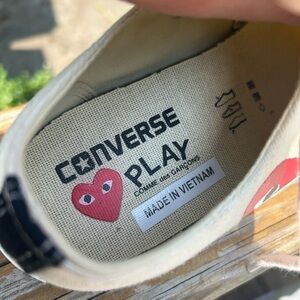 CONVERSE
PLAY
COMME des GARÇONS
MADE IN VIETNAM